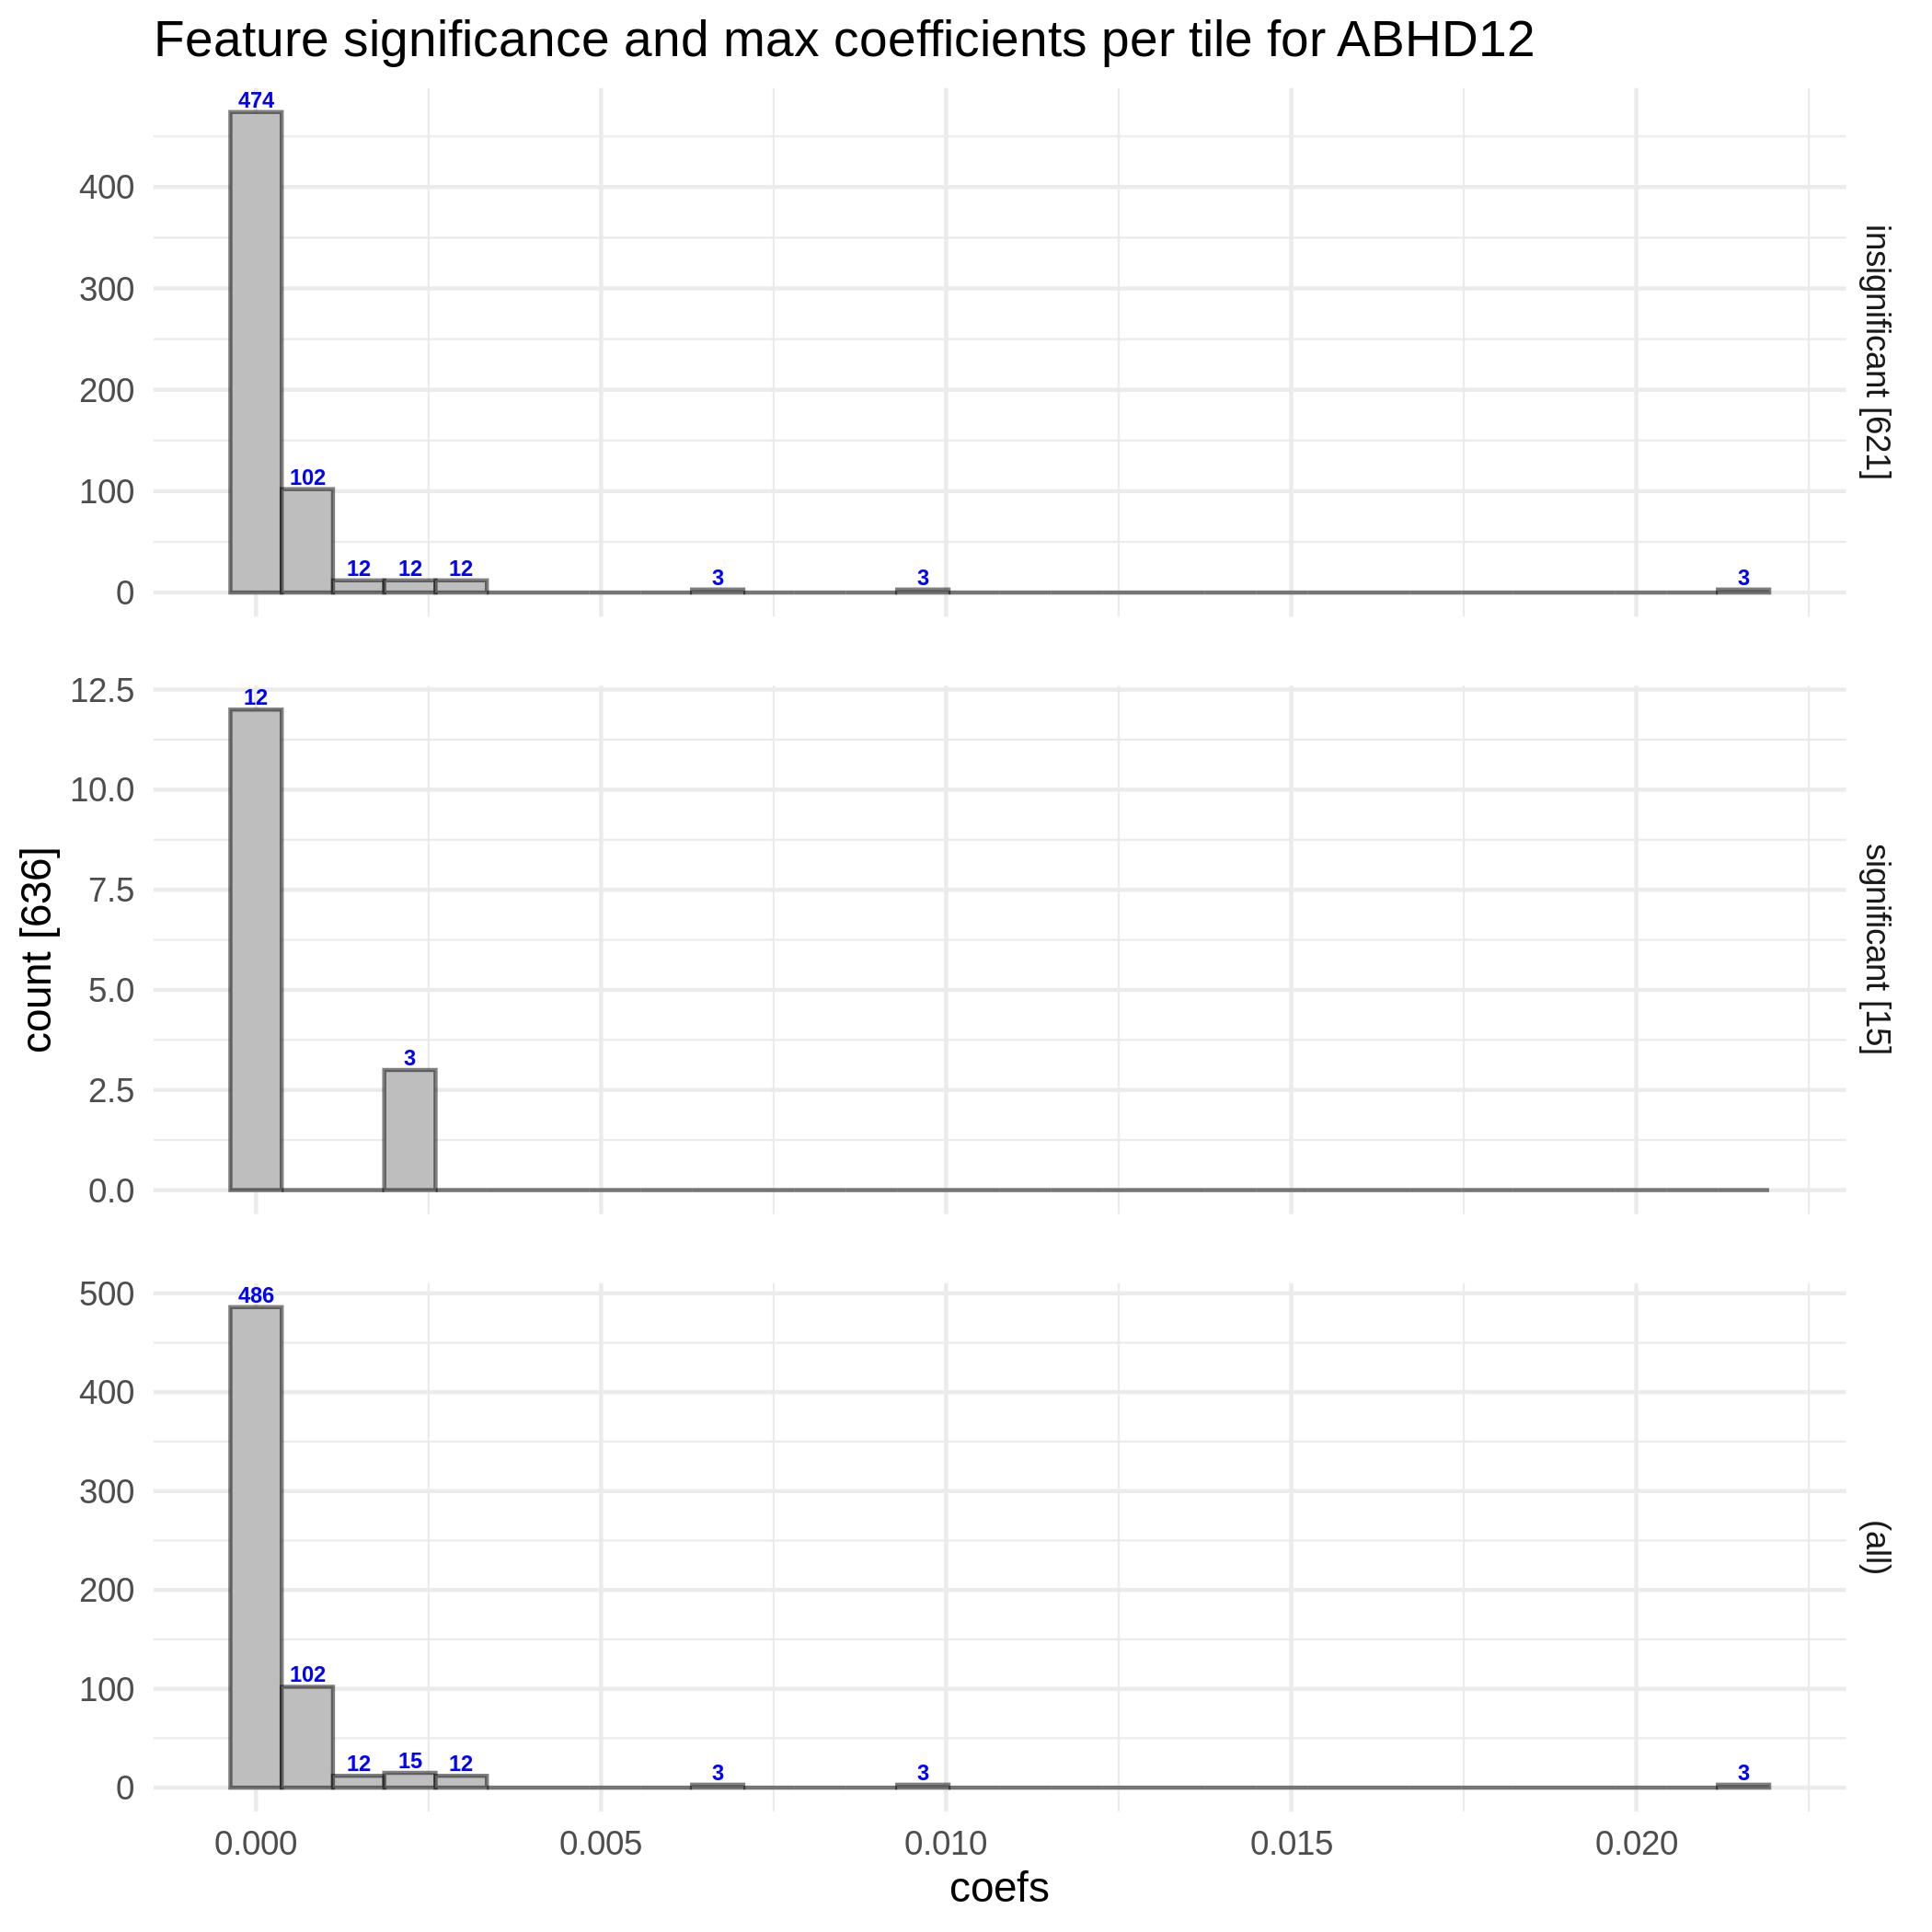 Feature significance and max coefficients per tile for ABHD12
474
400
300
200
102
100
12 12 12
3 3 3
0
insignificant [621]
12.5
12
10.0
7.5
5.0
3
2.5
0.0
significant [15]
count [636]
500
486
400
300
200
102
100
12 15 12
3 3 3
0
(all)
0.000 0.005 0.010 0.015 0.020
coefs